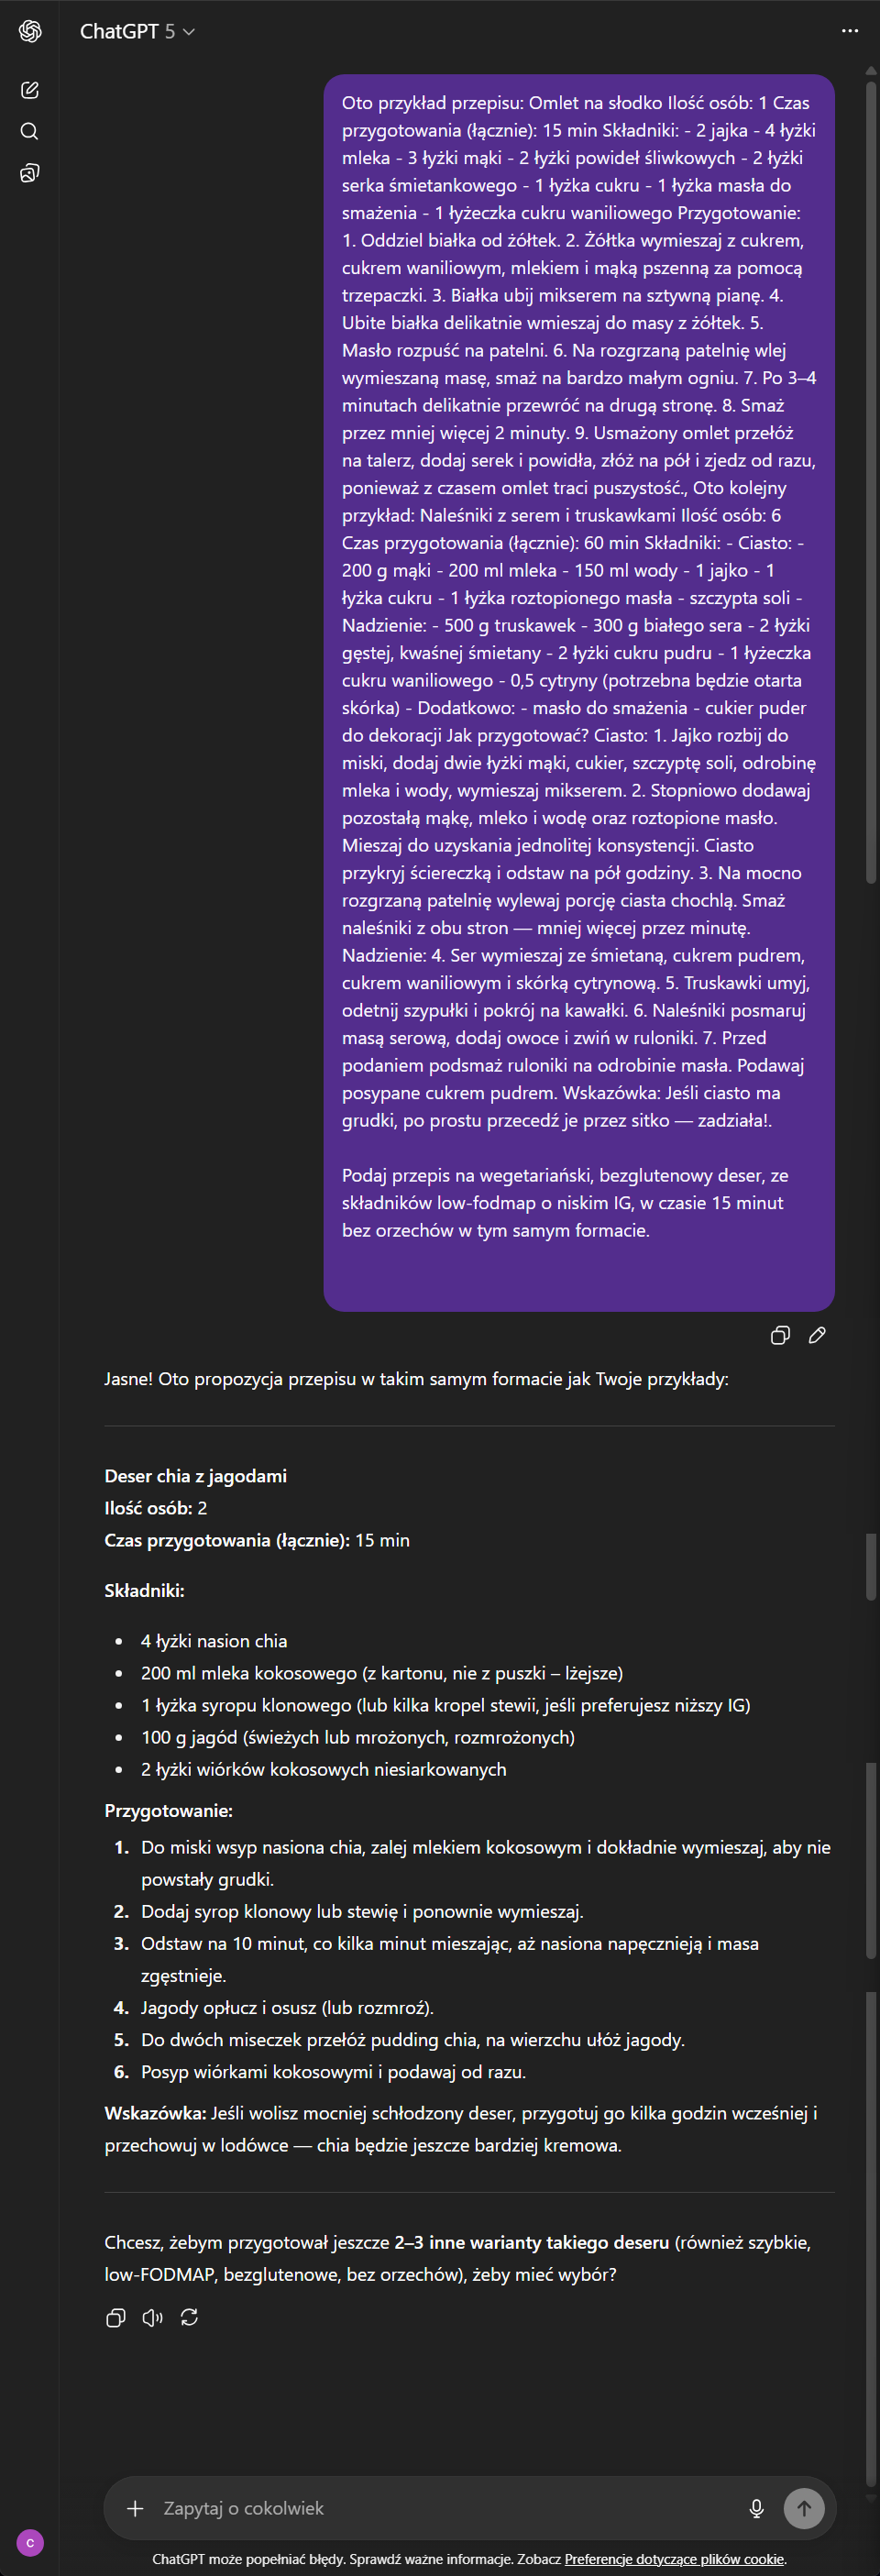 ChatGPT 5
Oto przykład przepisu: Omlet na słodko Ilość osób: 1 Czas
przygotowania (łącznie): 15 min Składniki: - 2 jajka - 4 łyżki
mleka - 3 łyżki mąki - 2 łyżki powideł śliwkowych - 2 łyżki
serka śmietankowego - 1 łyżka cukru - 1 łyżka masła do
smażenia - 1 łyżeczka cukru waniliowego Przygotowanie:
1. Oddziel białka od żółtek. 2. Żółtka wymieszaj z cukrem,
cukrem waniliowym, mlekiem i mąką pszenną za pomocą
trzepaczki. 3. Białka ubij mikserem na sztywną pianę. 4.
Ubite białka delikatnie wmieszaj do masy z żółtek. 5.
Masło rozpuść na patelni. 6. Na rozgrzaną patelnię wlej
wymieszaną masę, smaż na bardzo małym ogniu. 7. Po 3–4
minutach delikatnie przewróć na drugą stronę. 8. Smaż
przez mniej więcej 2 minuty. 9. Usmażony omlet przełóż
na talerz, dodaj serek i powidła, złóż na pół i zjedz od razu,
ponieważ z czasem omlet traci puszystość., Oto kolejny
przykład: Naleśniki z serem i truskawkami Ilość osób: 6
Czas przygotowania (łącznie): 60 min Składniki: - Ciasto: -
200 g mąki - 200 ml mleka - 150 ml wody - 1 jajko - 1
łyżka cukru - 1 łyżka roztopionego masła - szczypta soli -
Nadzienie: - 500 g truskawek - 300 g białego sera - 2 łyżki
gęstej, kwaśnej śmietany - 2 łyżki cukru pudru - 1 łyżeczka
cukru waniliowego - 0,5 cytryny (potrzebna będzie otarta
skórka) - Dodatkowo: - masło do smażenia - cukier puder
do dekoracji Jak przygotować? Ciasto: 1. Jajko rozbij do
miski, dodaj dwie łyżki mąki, cukier, szczyptę soli, odrobinę
mleka i wody, wymieszaj mikserem. 2. Stopniowo dodawaj
pozostałą mąkę, mleko i wodę oraz roztopione masło.
Mieszaj do uzyskania jednolitej konsystencji. Ciasto
przykryj ściereczką i odstaw na pół godziny. 3. Na mocno
rozgrzaną patelnię wylewaj porcję ciasta chochlą. Smaż
naleśniki z obu stron — mniej więcej przez minutę.
Nadzienie: 4. Ser wymieszaj ze śmietaną, cukrem pudrem,
cukrem waniliowym i skórką cytrynową. 5. Truskawki umyj,
odetnij szypułki i pokrój na kawałki. 6. Naleśniki posmaruj
masą serową, dodaj owoce i zwiń w ruloniki. 7. Przed
podaniem podsmaż ruloniki na odrobinie masła. Podawaj
posypane cukrem pudrem. Wskazówka: Jeśli ciasto ma
grudki, po prostu przecedź je przez sitko — zadziała!.
Podaj przepis na wegetariański, bezglutenowy deser, ze
składników low-fodmap o niskim IG, w czasie 15 minut
bez orzechów w tym samym formacie.
Jasne! Oto propozycja przepisu w takim samym formacie jak Twoje przykłady:
Deser chia z jagodami
Ilość osób: 2
Czas przygotowania (łącznie): 15 min
Składniki:
• 4 łyżki nasion chia
• 200 ml mleka kokosowego (z kartonu, nie z puszki – lżejsze)
• 1 łyżka syropu klonowego (lub kilka kropel stewii, jeśli preferujesz niższy IG)
• 100 g jagód (świeżych lub mrożonych, rozmrożonych)
• 2 łyżki wiórków kokosowych niesiarkowanych
Przygotowanie:
1. Do miski wsyp nasiona chia, zalej mlekiem kokosowym i dokładnie wymieszaj, aby nie
powstały grudki.
2. Dodaj syrop klonowy lub stewię i ponownie wymieszaj.
3. Odstaw na 10 minut, co kilka minut mieszając, aż nasiona napęcznieją i masa
zgęstnieje.
4. Jagody opłucz i osusz (lub rozmroź).
5. Do dwóch miseczek przełóż pudding chia, na wierzchu ułóż jagody.
6. Posyp wiórkami kokosowymi i podawaj od razu.
Wskazówka: Jeśli wolisz mocniej schłodzony deser, przygotuj go kilka godzin wcześniej i
przechowuj w lodówce — chia będzie jeszcze bardziej kremowa.
Chcesz, żebym przygotował jeszcze 2–3 inne warianty takiego deseru (również szybkie,
low-FODMAP, bezglutenowe, bez orzechów), żeby mieć wybór?
Zapytaj o cokolwiek
C
ChatGPT może popełniać błędy. Sprawdź ważne informacje. Zobacz Preferencje dotyczące plików cookie.